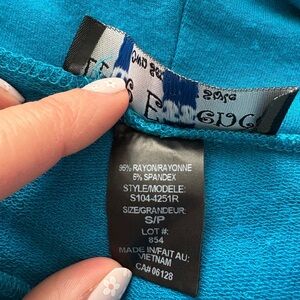 95% RAYON/RAYONNE
5% SPANDEX
STYLE/MODELE:
S104-4251R
SIZE/GRANDEUR:
S/P
LOT #:
854
MADE IN/FAIT AU:
VIETNAM
CA# 06128